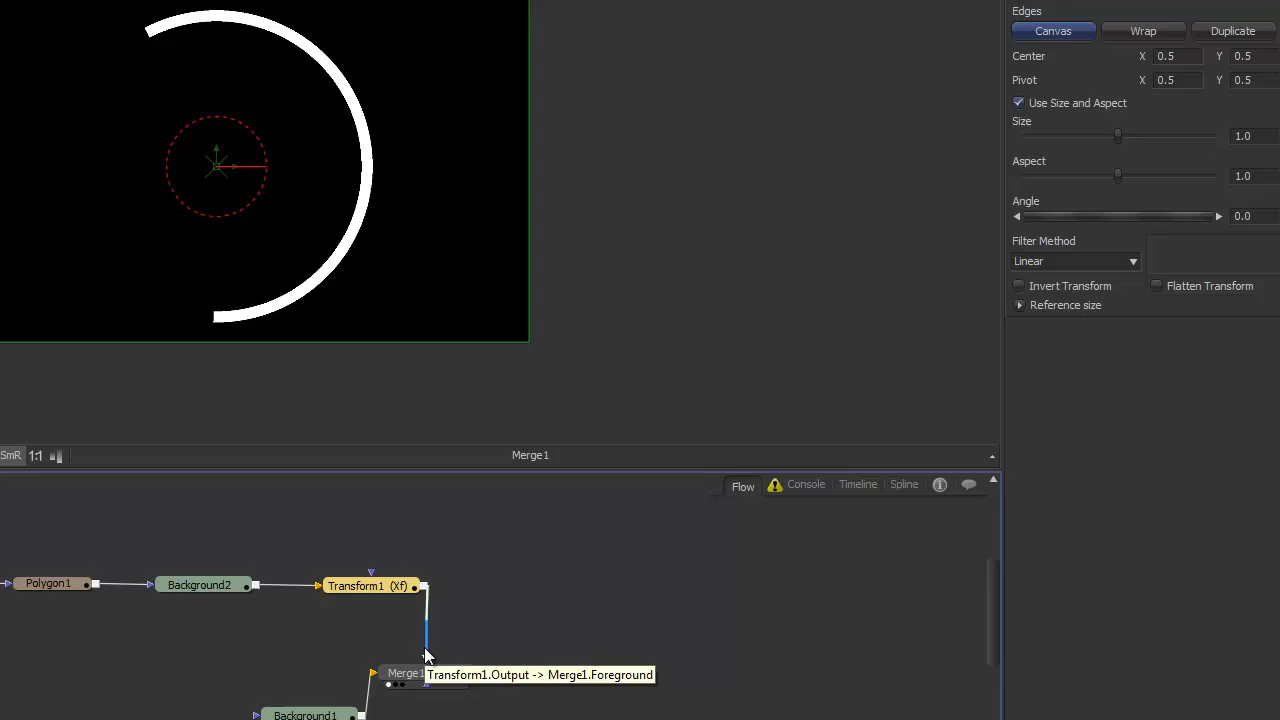 Edges
Canvas Wrap Duplicate
Center X 0.5 Y 0.5
Pivot X 0.5 Y 0.5
Use Size and Aspect
Size
1.0
Aspect
1.0
Angle
0.0
Filter Method
Linear
Invert Transform Flatten Transform
Reference size
SmR 1:1 Merge1
Flow Console Timeline Spline
Polygon1 Background2 Transform1 (Xf)
Merge1 Transform1.Output -> Merge1.Foreground
Background1